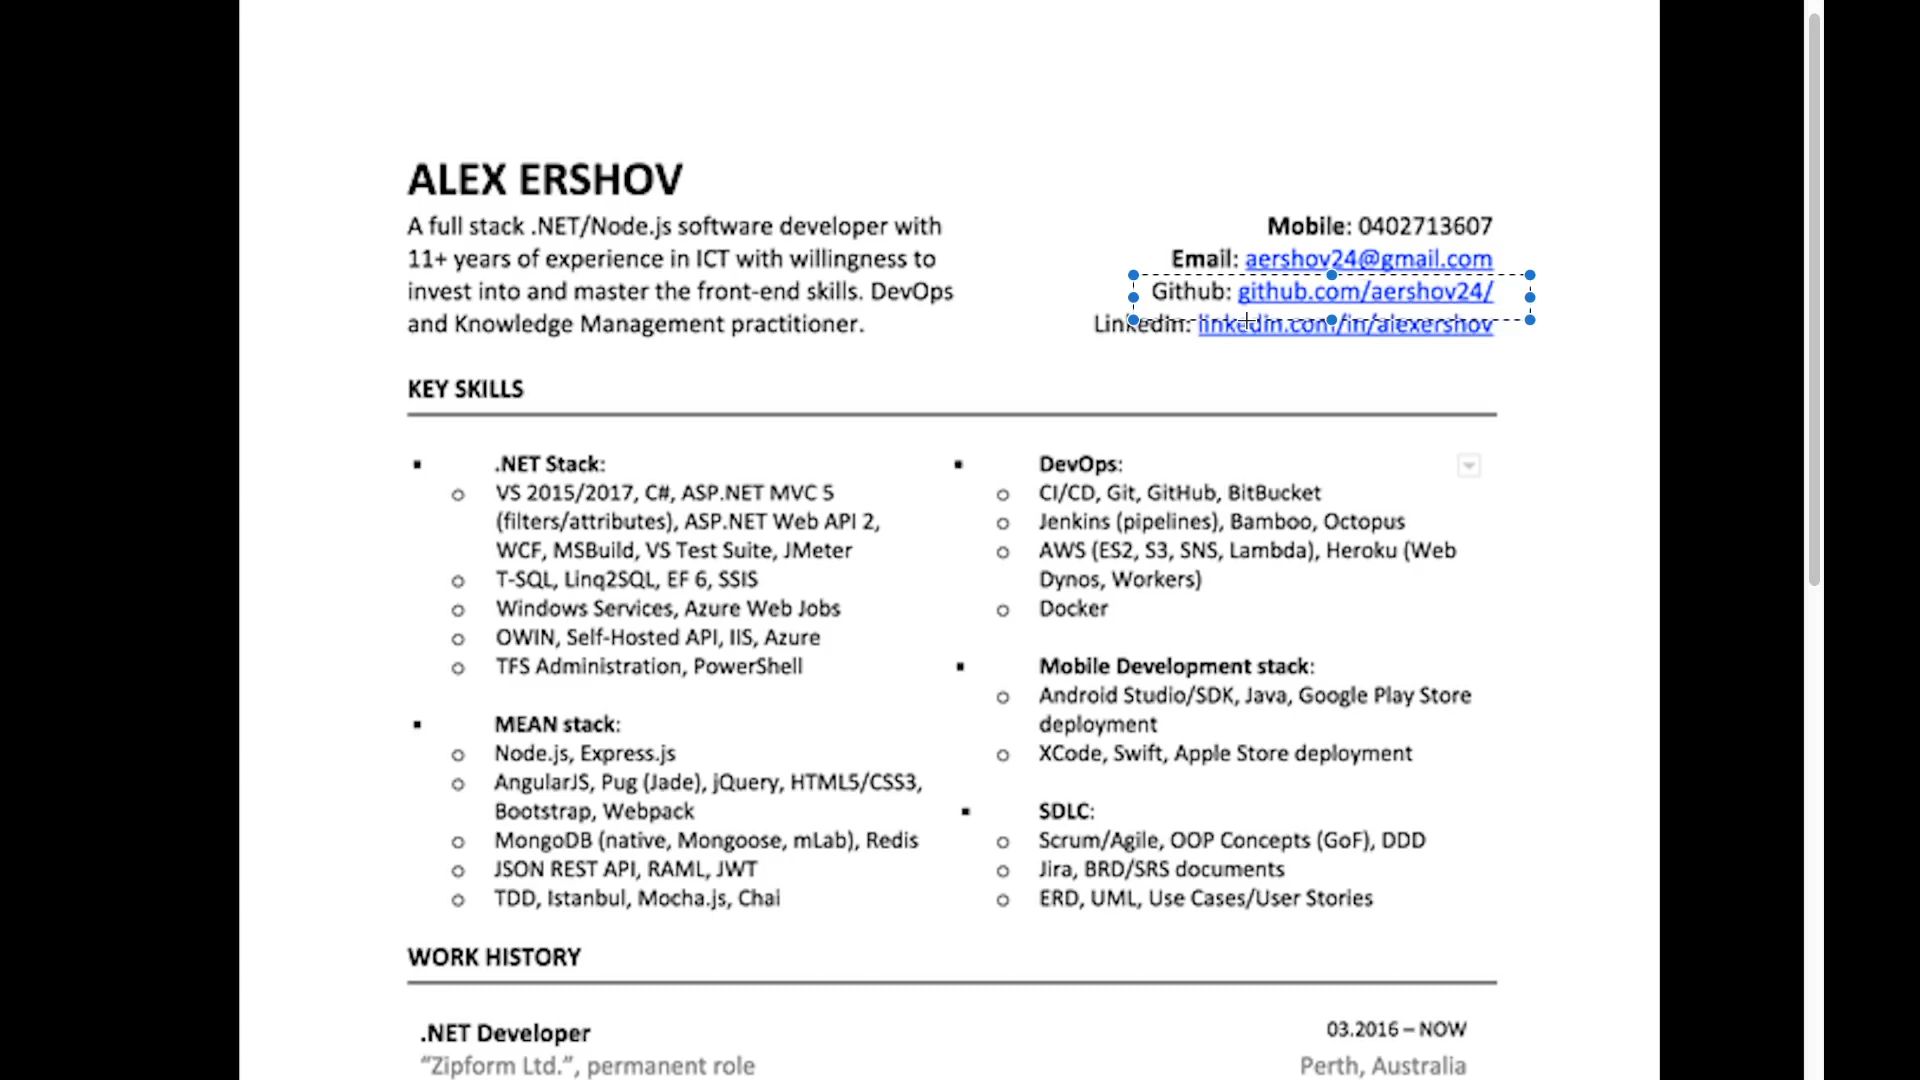 ALEX ERSHOV
A full stack .NET/Node.js software developer with
11+ years of experience in ICT with willingness to
invest into and master the front-end skills. DevOps
and Knowledge Management practitioner.
Mobile: 0402713607
Email: aershov24@gmail.com
Github: github.com/aershov24/
Linkedin: linkedin.com/in/alexershov
KEY SKILLS
▪ .NET Stack:
o VS 2015/2017, C#, ASP.NET MVC 5
(filters/attributes), ASP.NET Web API 2,
WCF, MSBuild, VS Test Suite, JMeter
o T-SQL, Linq2SQL, EF 6, SSIS
o Windows Services, Azure Web Jobs
o OWIN, Self-Hosted API, IIS, Azure
o TFS Administration, PowerShell
▪ MEAN stack:
o Node.js, Express.js
o AngularJS, Pug (Jade), jQuery, HTML5/CSS3,
Bootstrap, Webpack
o MongoDB (native, Mongoose, mLab), Redis
o JSON REST API, RAML, JWT
o TDD, Istanbul, Mocha.js, Chai
▪ DevOps:
o CI/CD, Git, GitHub, BitBucket
o Jenkins (pipelines), Bamboo, Octopus
o AWS (ES2, S3, SNS, Lambda), Heroku (Web
Dynos, Workers)
o Docker
▪ Mobile Development stack:
o Android Studio/SDK, Java, Google Play Store
deployment
o XCode, Swift, Apple Store deployment
▪ SDLC:
o Scrum/Agile, OOP Concepts (GoF), DDD
o Jira, BRD/SRS documents
o ERD, UML, Use Cases/User Stories
WORK HISTORY
.NET Developer
03.2016 – NOW
“Zipform Ltd.”, permanent role
Perth, Australia